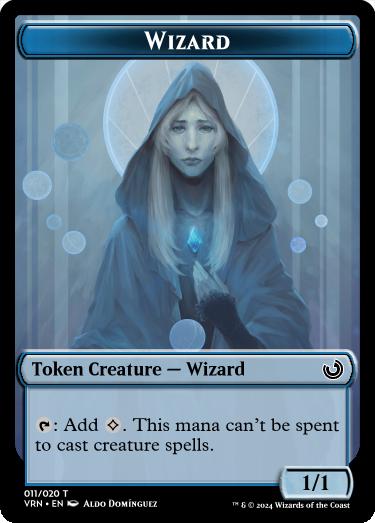 Wizard
Token Creature — Wizard
: Add . This mana can't be spent
to cast creature spells.
1/1
011/020 T
VRN • EN Aldo Domínguez
™ & © 2024 Wizards of the Coast